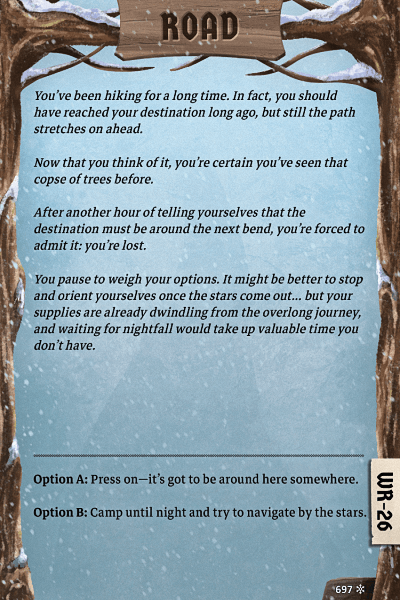 ROAD
You've been hiking for a long time. In fact, you should
have reached your destination long ago, but still the path
stretches on ahead.
Now that you think of it, you're certain you've seen that
copse of trees before.
After another hour of telling yourselves that the
destination must be around the next bend, you're forced to
admit it: you're lost.
You pause to weigh your options. It might be better to stop
and orient yourselves once the stars come out... but your
supplies are already dwindling from the overlong journey,
and waiting for nightfall would take up valuable time you
don't have.
Option A: Press on—it's got to be around here somewhere.
Option B: Camp until night and try to navigate by the stars.
WR-26
697